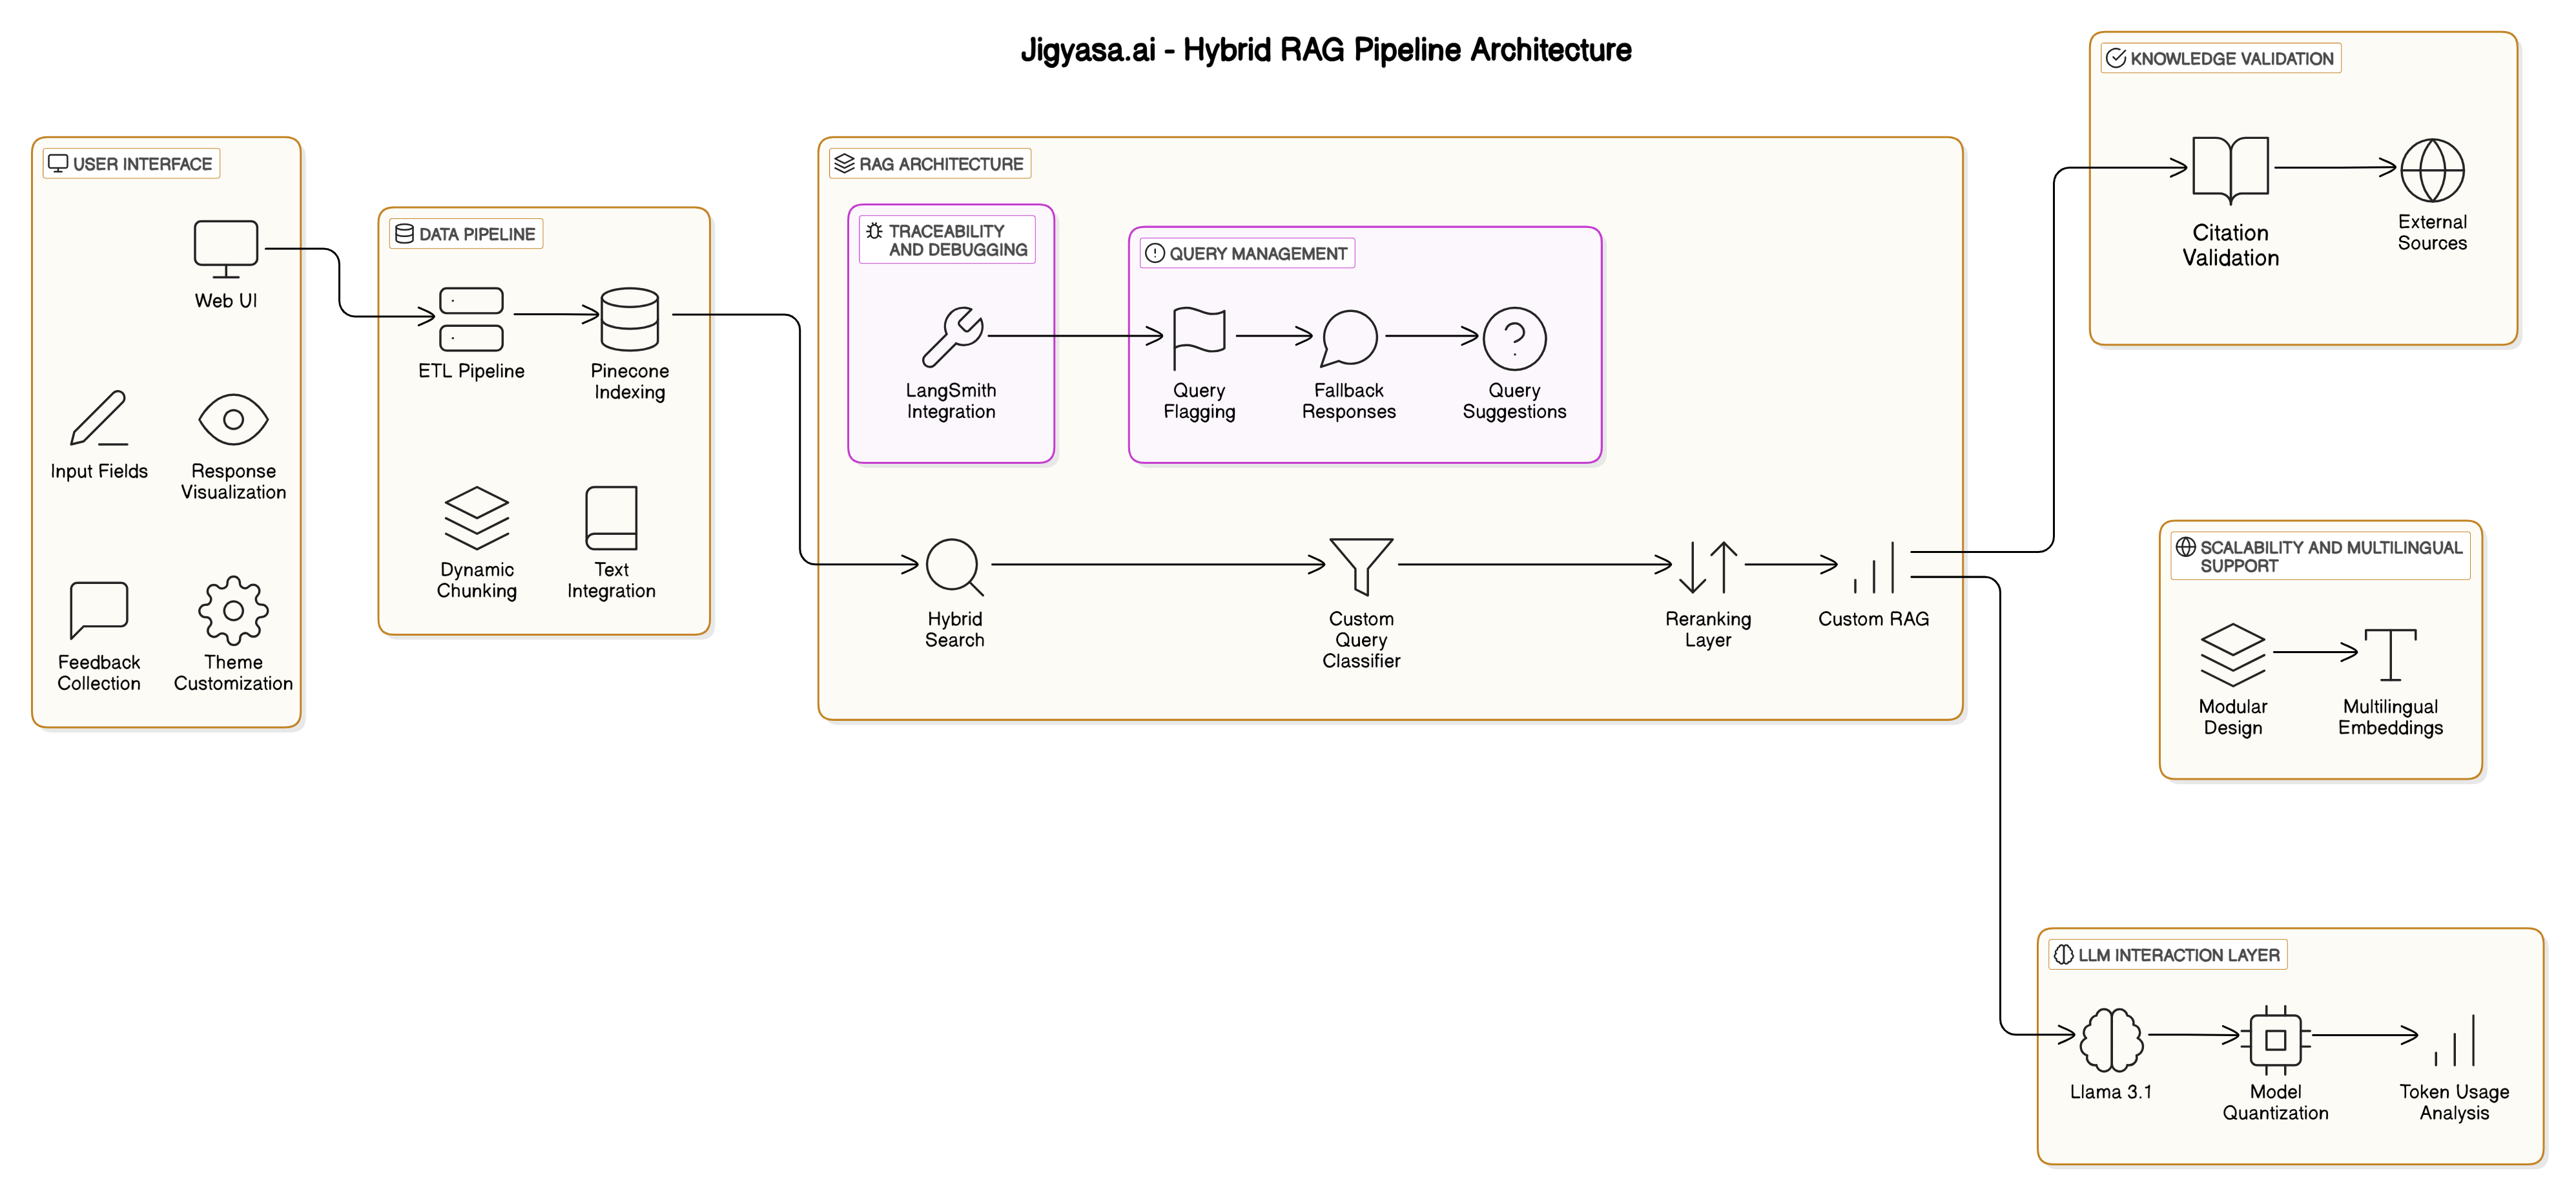 Jigyasa.ai - Hybrid RAG Pipeline Architecture
USER INTERFACE
Web UI
Input Fields
Response
Visualization
Feedback
Collection
Theme
Customization
DATA PIPELINE
ETL Pipeline
Pinecone
Indexing
Dynamic
Chunking
Text
Integration
RAG ARCHITECTURE
TRACEABILITY
AND DEBUGGING
LangSmith
Integration
QUERY MANAGEMENT
Query
Flagging
Fallback
Responses
Query
Suggestions
Hybrid
Search
Custom
Query
Classifier
Reranking
Layer
Custom RAG
KNOWLEDGE VALIDATION
Citation
Validation
External
Sources
SCALABILITY AND MULTILINGUAL
SUPPORT
Modular
Design
Multilingual
Embeddings
LLM INTERACTION LAYER
Llama 3.1
Model
Quantization
Token Usage
Analysis